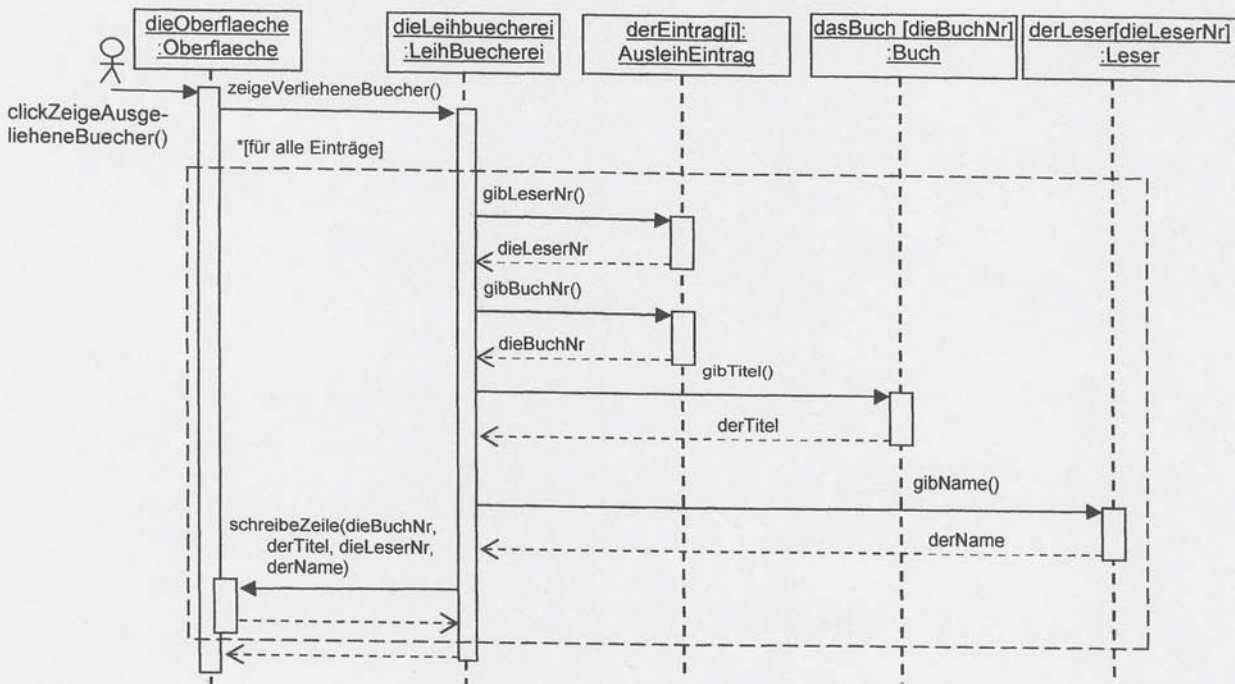 dieOberflaeche
:Oberflaeche
dieLeihbuecherei
:LeihBuecherei
derEintrag[i]:
AusleihEintrag
dasBuch [dieBuchNr]
:Buch
derLeser[dieLeserNr]
:Leser
clickZeigeAusge-
lieheneBuecher()
zeigeVerlieheneBuecher()
*[für alle Einträge]
gibLeserNr()
dieLeserNr
gibBuchNr()
dieBuchNr
gibTitel()
derTitel
gibName()
derName
schreibeZeile(dieBuchNr,
derTitel, dieLeserNr,
derName)